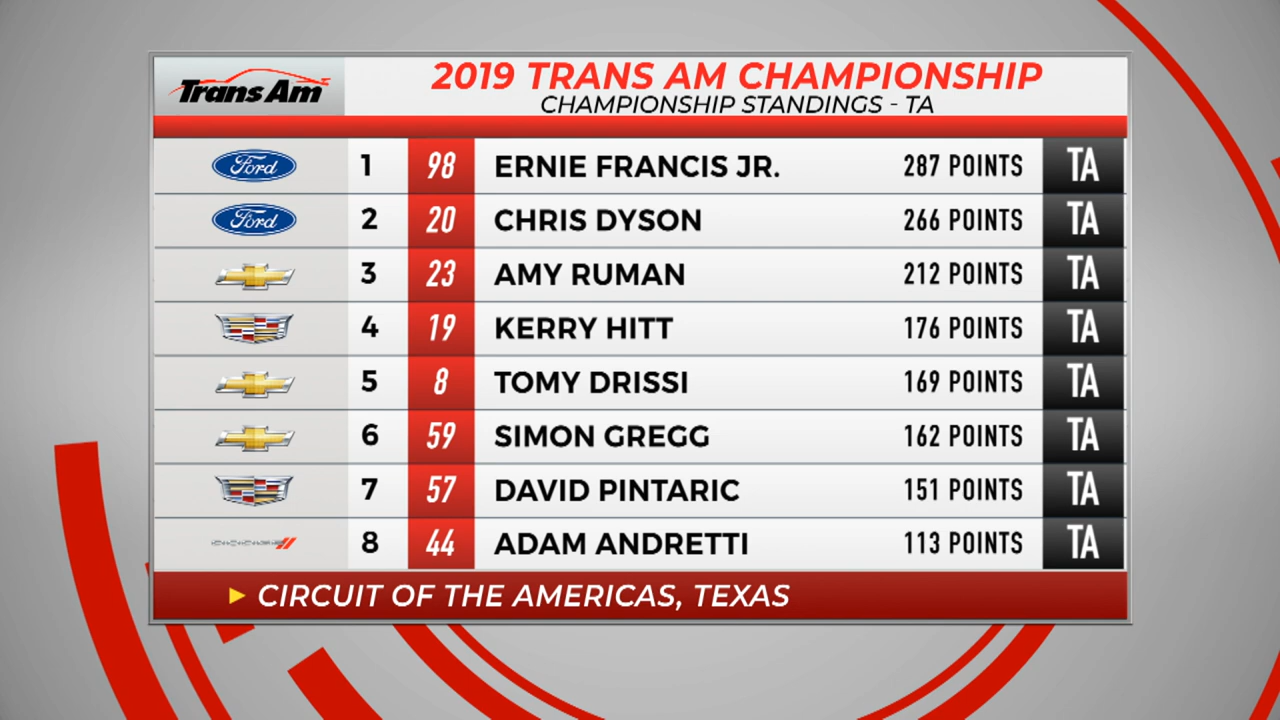 Trans Am
2019 TRANS AM CHAMPIONSHIP
CHAMPIONSHIP STANDINGS - TA
Ford 1 98 ERNIE FRANCIS JR. 287 POINTS TA
Ford 2 20 CHRIS DYSON 266 POINTS TA
3 23 AMY RUMAN 212 POINTS TA
4 19 KERRY HITT 176 POINTS TA
5 8 TOMY DRISSI 169 POINTS TA
6 59 SIMON GREGG 162 POINTS TA
7 57 DAVID PINTARIC 151 POINTS TA
8 44 ADAM ANDRETTI 113 POINTS TA
CIRCUIT OF THE AMERICAS, TEXAS